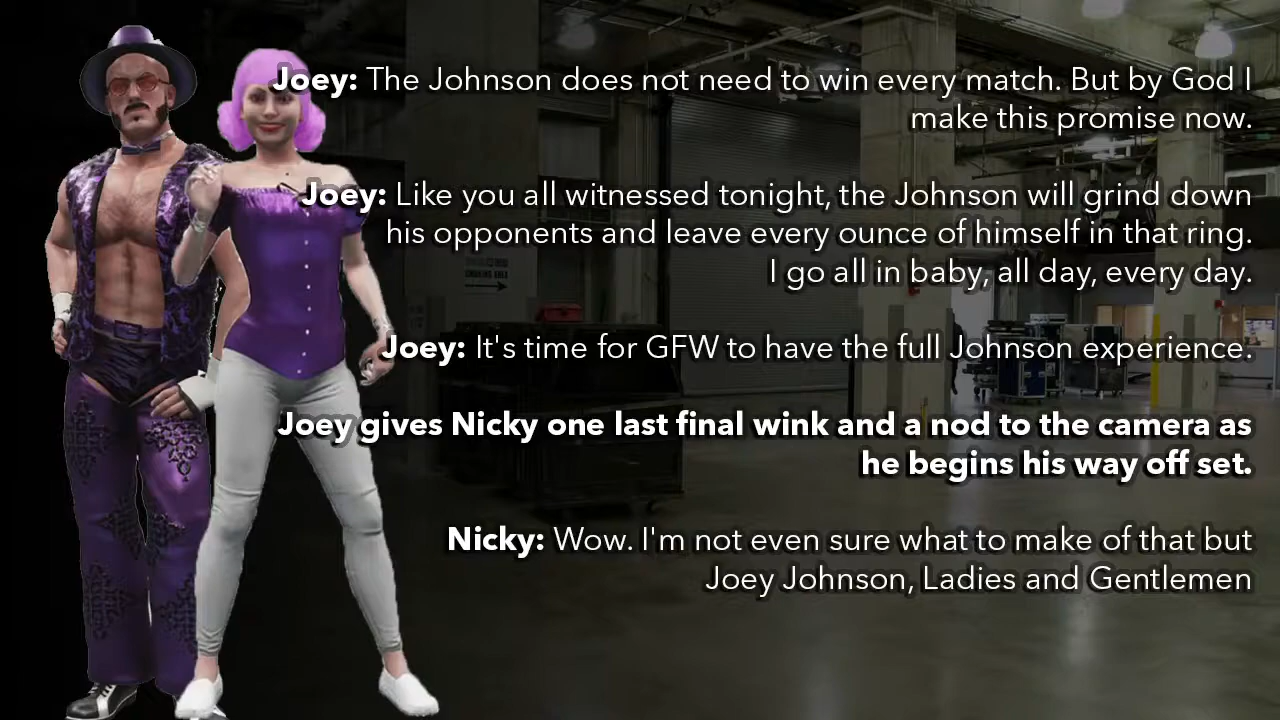 Joey: The Johnson does not need to win every match. But by God I
make this promise now.
Joey: Like you all witnessed tonight, the Johnson will grind down
his opponents and leave every ounce of himself in that ring.
I go all in baby, all day, every day.
Joey: It's time for GFW to have the full Johnson experience.
Joey gives Nicky one last final wink and a nod to the camera as
he begins his way off set.
Nicky: Wow. I'm not even sure what to make of that but
Joey Johnson, Ladies and Gentlemen